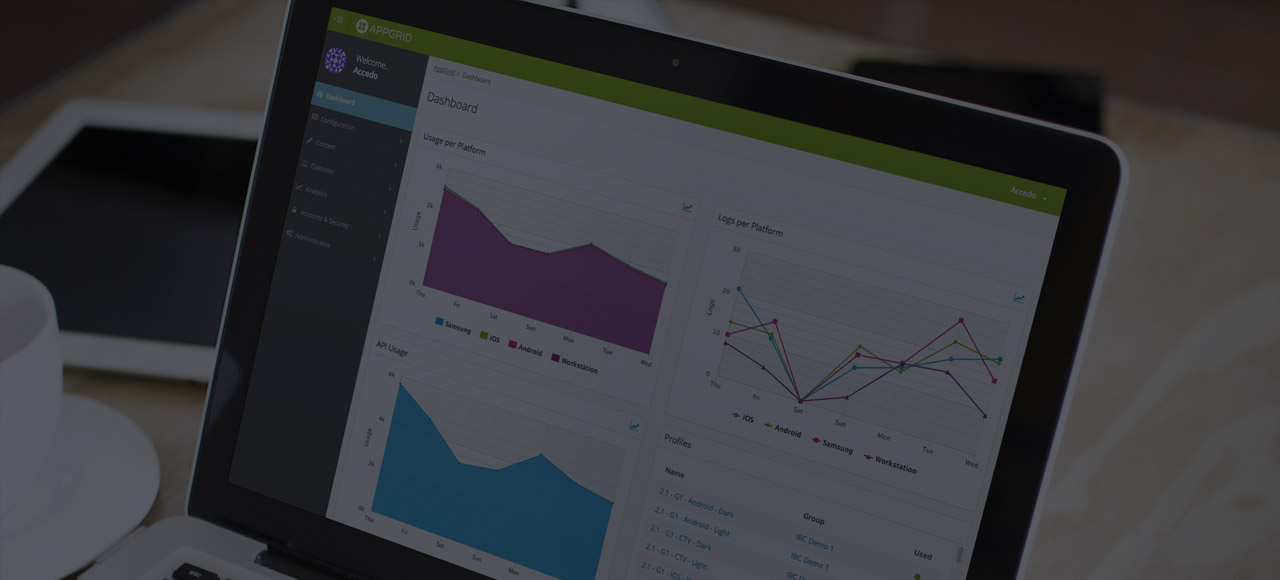 APPGRID
Welcome,
Accedo
Accedo
AppGrid > Dashboard
Dashboard
Dashboard
Configuration
Content
Customer
Analytics
Accounts & Security
Administrative
Usage per Platform
3k
2k
1k
0k
Usage
Thu
Fri
Sat
Sun
Mon
Tue
Wed
Samsung
iOS
Android
Workstation
Logs per Platform
30
20
10
0
Logs
Thu
Fri
Sat
Sun
Mon
Tue
Wed
iOS
Android
Samsung
Workstation
API Usage
6k
4k
2k
0k
Usage
Thu
Fri
Sat
Sun
Mon
Profiles
Name Group Used
2.1 - G1 - Android - Dark IBC Demo 1
2.1 - G1 - Android - Light IBC Demo 1
2.1 - G1 - CTV - Dark
2.1 - G1 - CTV - Light
2.1 - G1 - iOS
esc